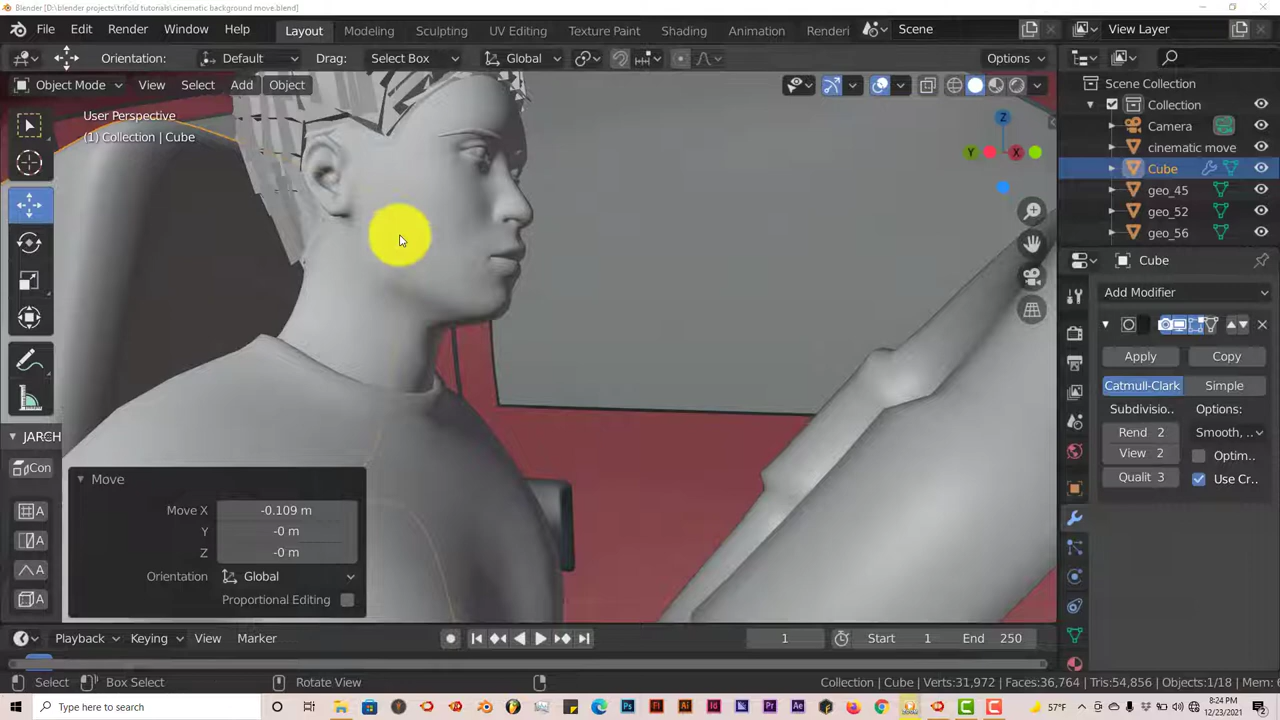 Blender [D:\blender projects\trifold tutorials\cinematic background move.blend]
File Edit Render Window Help Layout Modeling Sculpting UV Editing Texture Paint Shading Animation Renderi Scene View Layer
Orientation: Default Drag: Select Box Global Options
Object Mode View Select Add Object
User Perspective
(1) Collection | Cube
Z
Y X
Scene Collection
Collection
Camera
cinematic move
Cube
geo_45
geo_52
geo_56
Cube
Add Modifier
Apply Copy
Catmull-Clark Simple
Subdivisio.. Options:
Rend 2 Smooth, ..
View 2 Optim..
Qualit 3 Use Cr..
JARCH
Con
A
A
A
A
Move
Move X -0.109 m
Y -0 m
Z -0 m
Orientation Global
Proportional Editing
Playback Keying View Marker 1 Start 1 End 250
Select Box Select Rotate View Collection | Cube Verts:31,972 Faces:36,764 Tris:54,856 Objects:1/18 Mem: 6
Type here to search 57°F 8:24 PM
12/23/2021